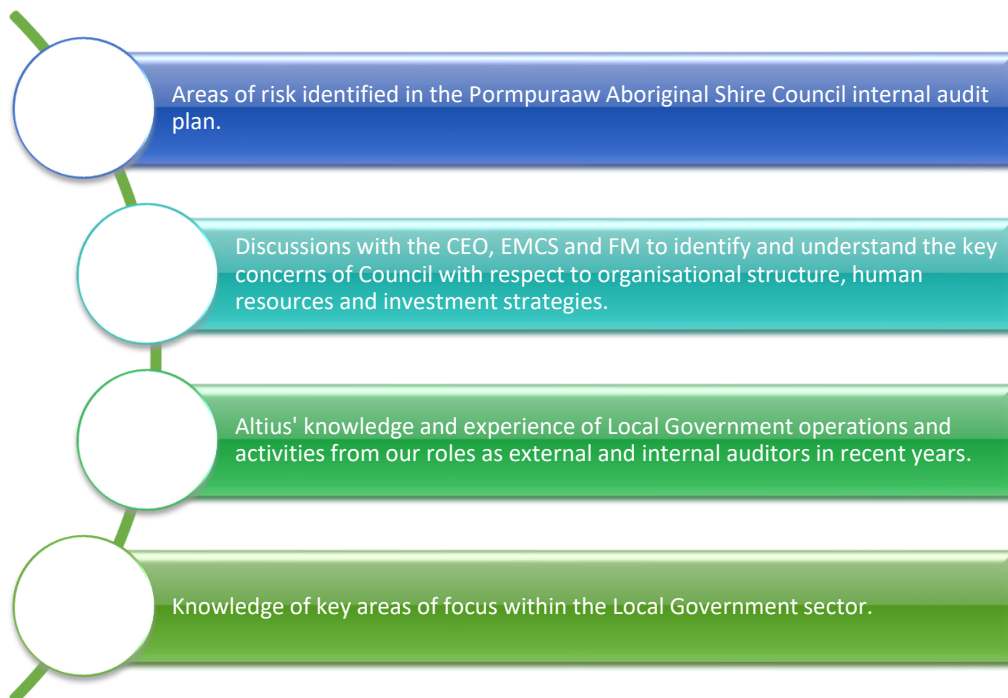 Areas of risk identified in the Pormpuraaw Aboriginal Shire Council internal audit
plan.
Discussions with the CEO, EMCS and FM to identify and understand the key
concerns of Council with respect to organisational structure, human
resources and investment strategies.
Altius' knowledge and experience of Local Government operations and
activities from our roles as external and internal auditors in recent years.
Knowledge of key areas of focus within the Local Government sector.